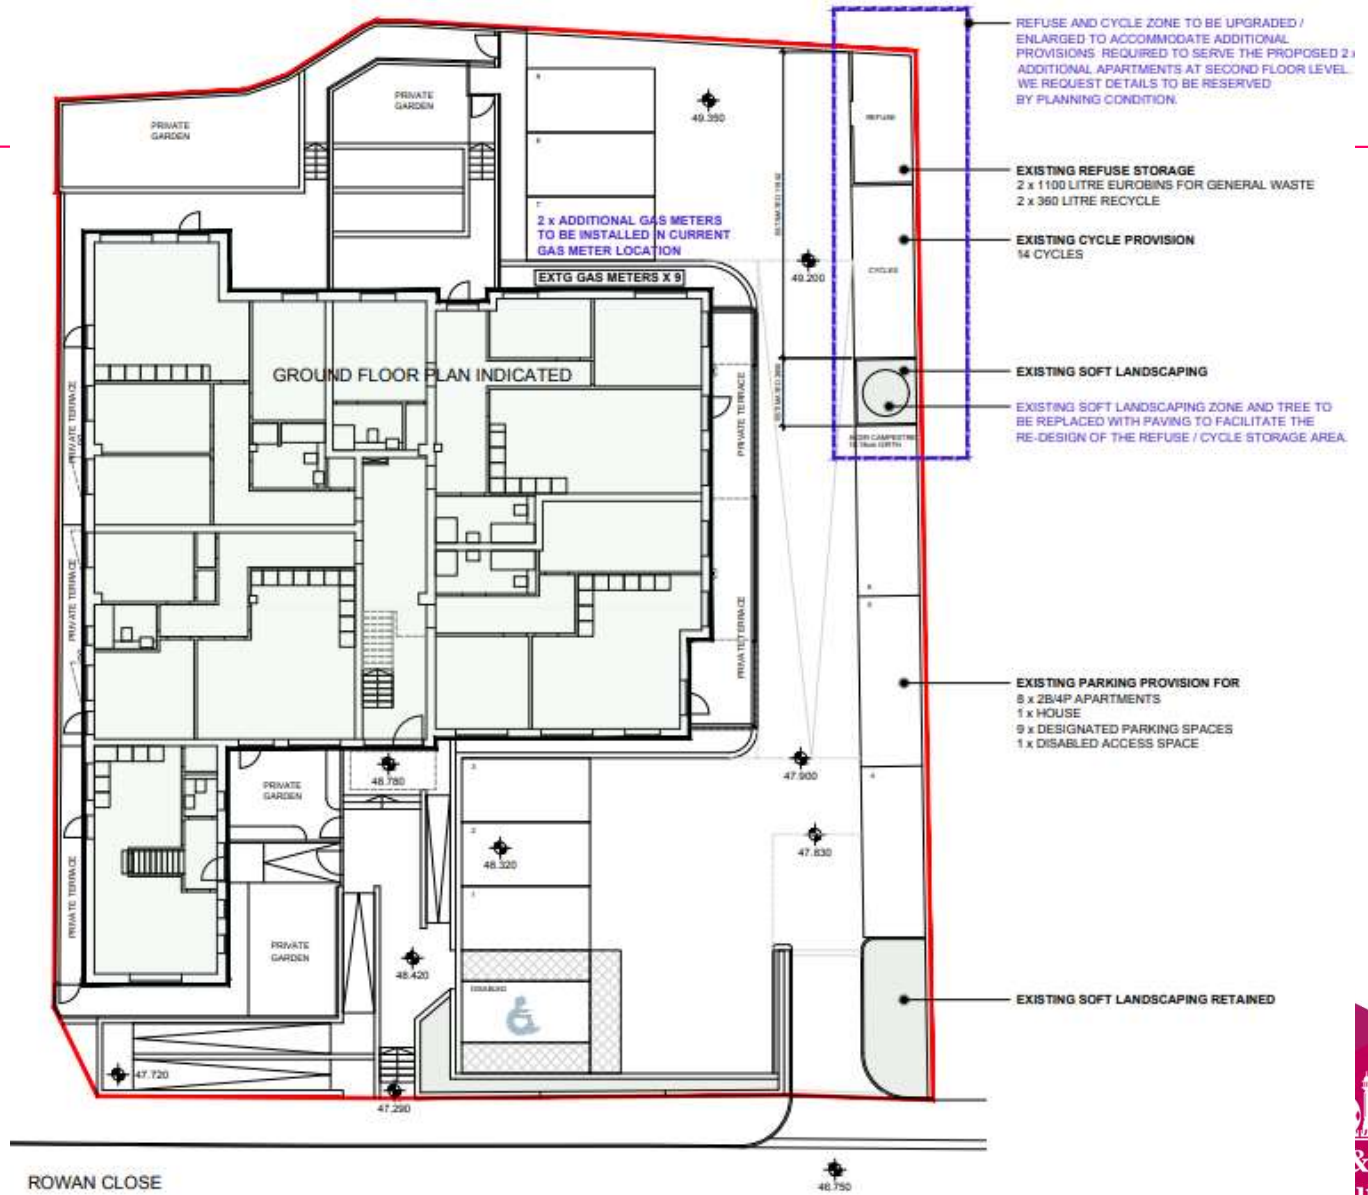 REFUSE AND CYCLE ZONE TO BE UPGRADED /
ENLARGED TO ACCOMMODATE ADDITIONAL
PROVISIONS REQUIRED TO SERVE THE PROPOSED 2 x
ADDITIONAL APARTMENTS AT SECOND FLOOR LEVEL.
WE REQUEST DETAILS TO BE RESERVED
BY PLANNING CONDITION.
PRIVATE
GARDEN
PRIVATE
GARDEN
49.350
REFUSE
EXISTING REFUSE STORAGE
2 x 1100 LITRE EUROBINS FOR GENERAL WASTE
2 x 360 LITRE RECYCLE
2 x ADDITIONAL GAS METERS
TO BE INSTALLED IN CURRENT
GAS METER LOCATION
EXTG GAS METERS X 9
49.200
CYCLES
EXISTING CYCLE PROVISION
14 CYCLES
GROUND FLOOR PLAN INDICATED
EXISTING SOFT LANDSCAPING
EXISTING SOFT LANDSCAPING ZONE AND TREE TO
BE REPLACED WITH PAVING TO FACILITATE THE
RE-DESIGN OF THE REFUSE / CYCLE STORAGE AREA.
PRIVATE TERRACE
PRIVATE TERRACE
PRIVATE TERRACE
PRIVATE TERRACE
PRIVATE TERRACE
EXISTING PARKING PROVISION FOR
8 x 2B/4P APARTMENTS
1 x HOUSE
9 x DESIGNATED PARKING SPACES
1 x DISABLED ACCESS SPACE
48.780
47.900
PRIVATE
GARDEN
3
2
1
4
48.320
47.830
PRIVATE
GARDEN
48.420
DISABLED
EXISTING SOFT LANDSCAPING RETAINED
47.720
47.290
ROWAN CLOSE
46.750